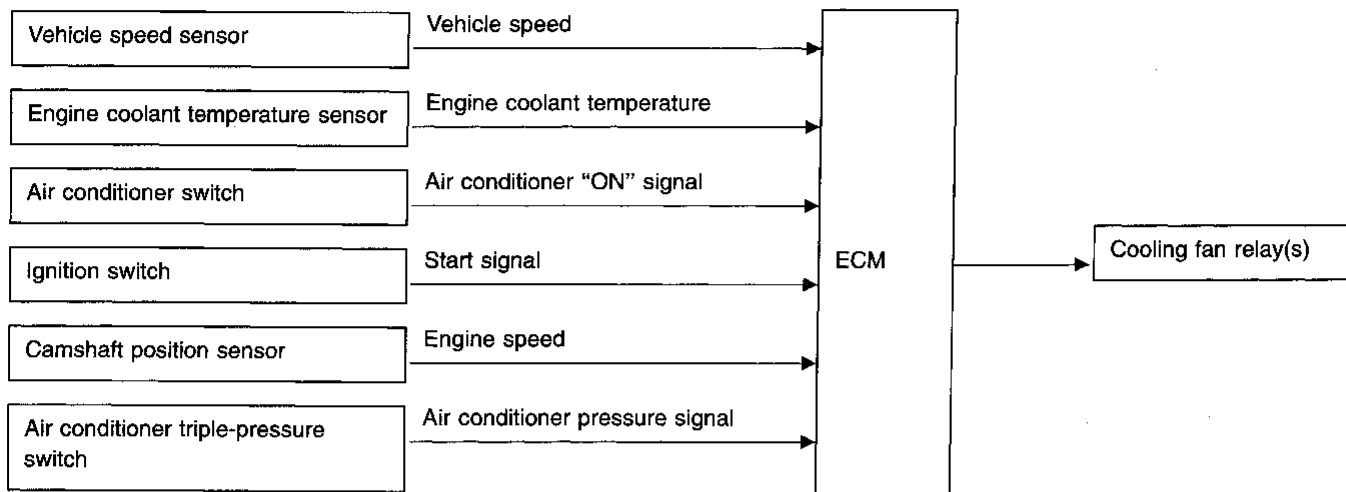 Vehicle speed sensor
Vehicle speed
Engine coolant temperature sensor
Engine coolant temperature
Air conditioner switch
Air conditioner “ON” signal
Ignition switch
Start signal
ECM
Cooling fan relay(s)
Camshaft position sensor
Engine speed
Air conditioner triple-pressure
switch
Air conditioner pressure signal